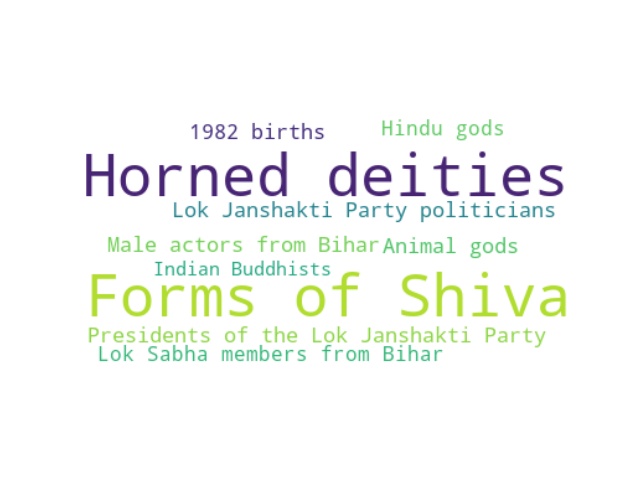 1982 births
Hindu gods
Horned deities
Lok Janshakti Party politicians
Male actors from Bihar
Animal gods
Indian Buddhists
Forms of Shiva
Presidents of the Lok Janshakti Party
Lok Sabha members from Bihar